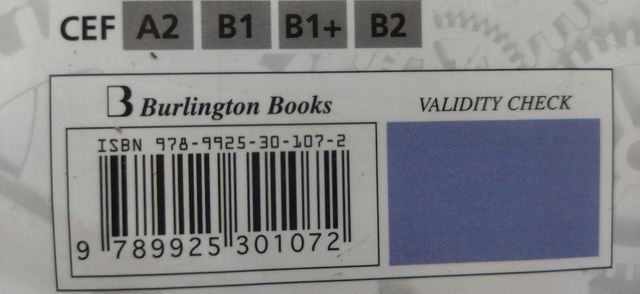 CEF A2 B1 B1+ B2
B Burlington Books
VALIDITY CHECK
ISBN 978-9925-30-107-2
9 789925 301072